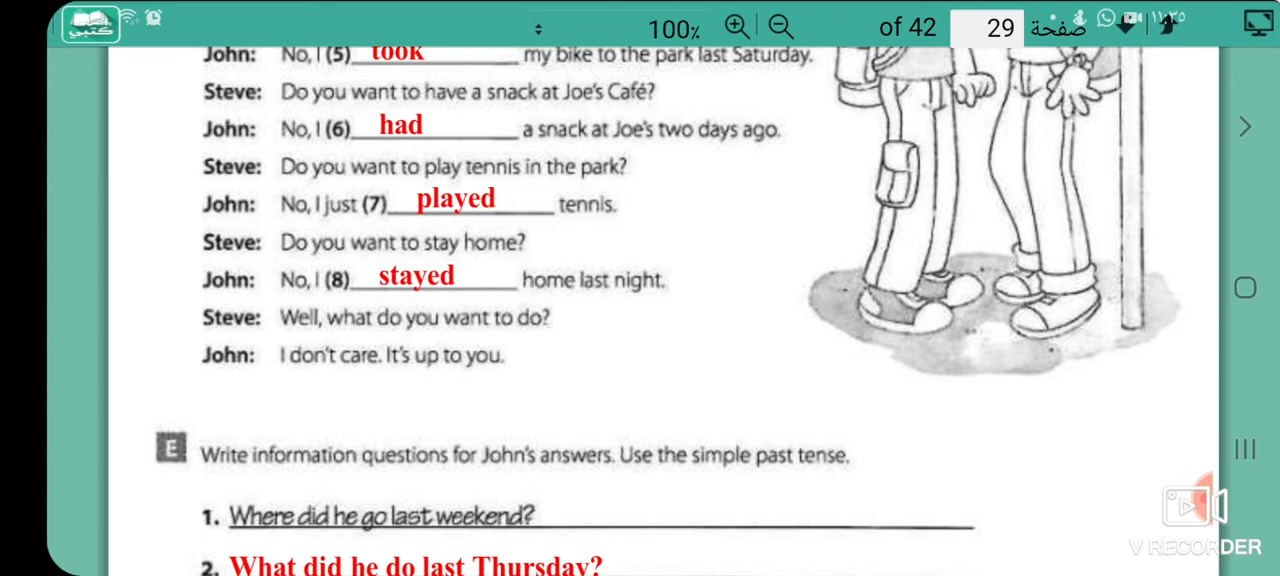 كتبي
100%
of 42
29
صفحة
١١:٣٥
John: No, I (5) took my bike to the park last Saturday.
Steve: Do you want to have a snack at Joe's Café?
John: No, I (6) had a snack at Joe's two days ago.
Steve: Do you want to play tennis in the park?
John: No, I just (7) played tennis.
Steve: Do you want to stay home?
John: No, I (8) stayed home last night.
Steve: Well, what do you want to do?
John: I don't care. It's up to you.
E Write information questions for John's answers. Use the simple past tense.
1. Where did he go last weekend?
2. What did he do last Thursday?
V RECORDER